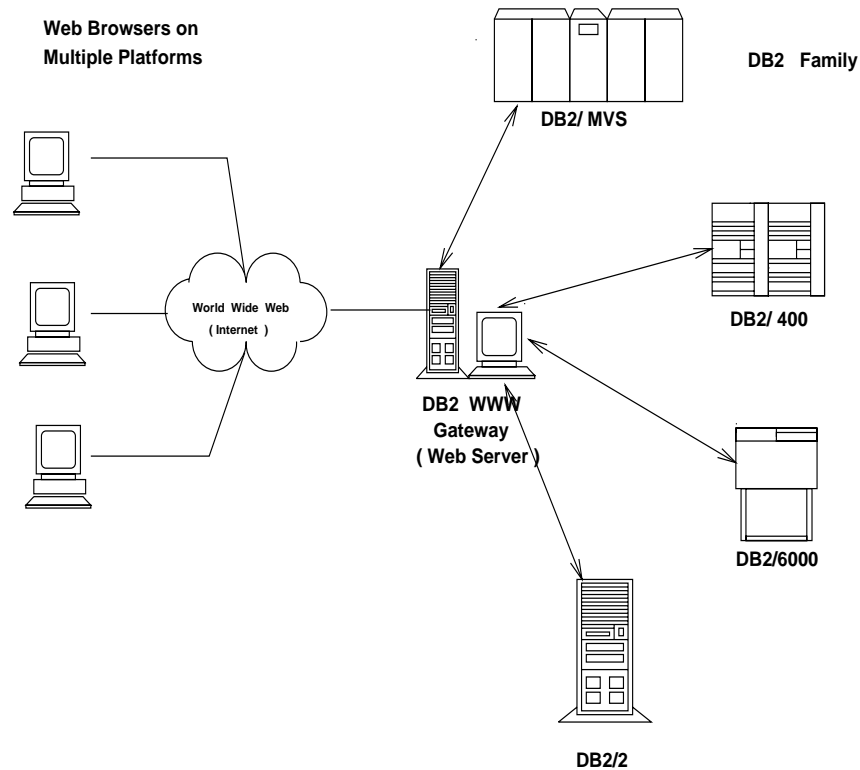 Web Browsers on
Multiple Platforms
DB2 Family
DB2/ MVS
World Wide Web
( Internet )
DB2/ 400
DB2 WWW
Gateway
( Web Server )
DB2/6000
DB2/2